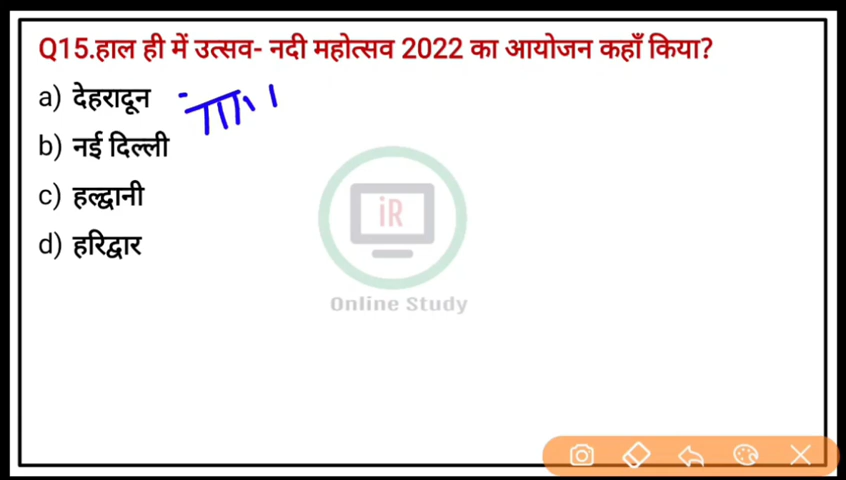 Q15.हाल ही में उत्सव- नदी महोत्सव 2022 का आयोजन कहाँ किया?
a) देहरादून
b) नई दिल्ली
c) हल्द्वानी
d) हरिद्वार
iR
Online Study